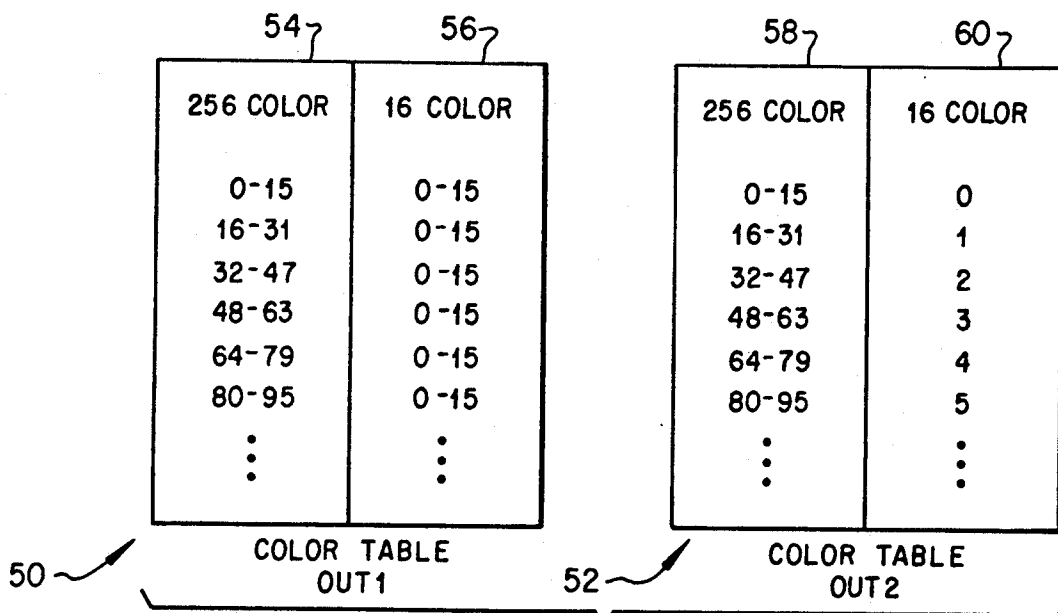 54 56 58 60
256 COLOR 16 COLOR 256 COLOR 16 COLOR
0-15 0-15 0-15 0
16-31 0-15 16-31 1
32-47 0-15 32-47 2
48-63 0-15 48-63 3
64-79 0-15 64-79 4
80-95 0-15 80-95 5
50 COLOR TABLE 52 COLOR TABLE
OUT1 OUT2